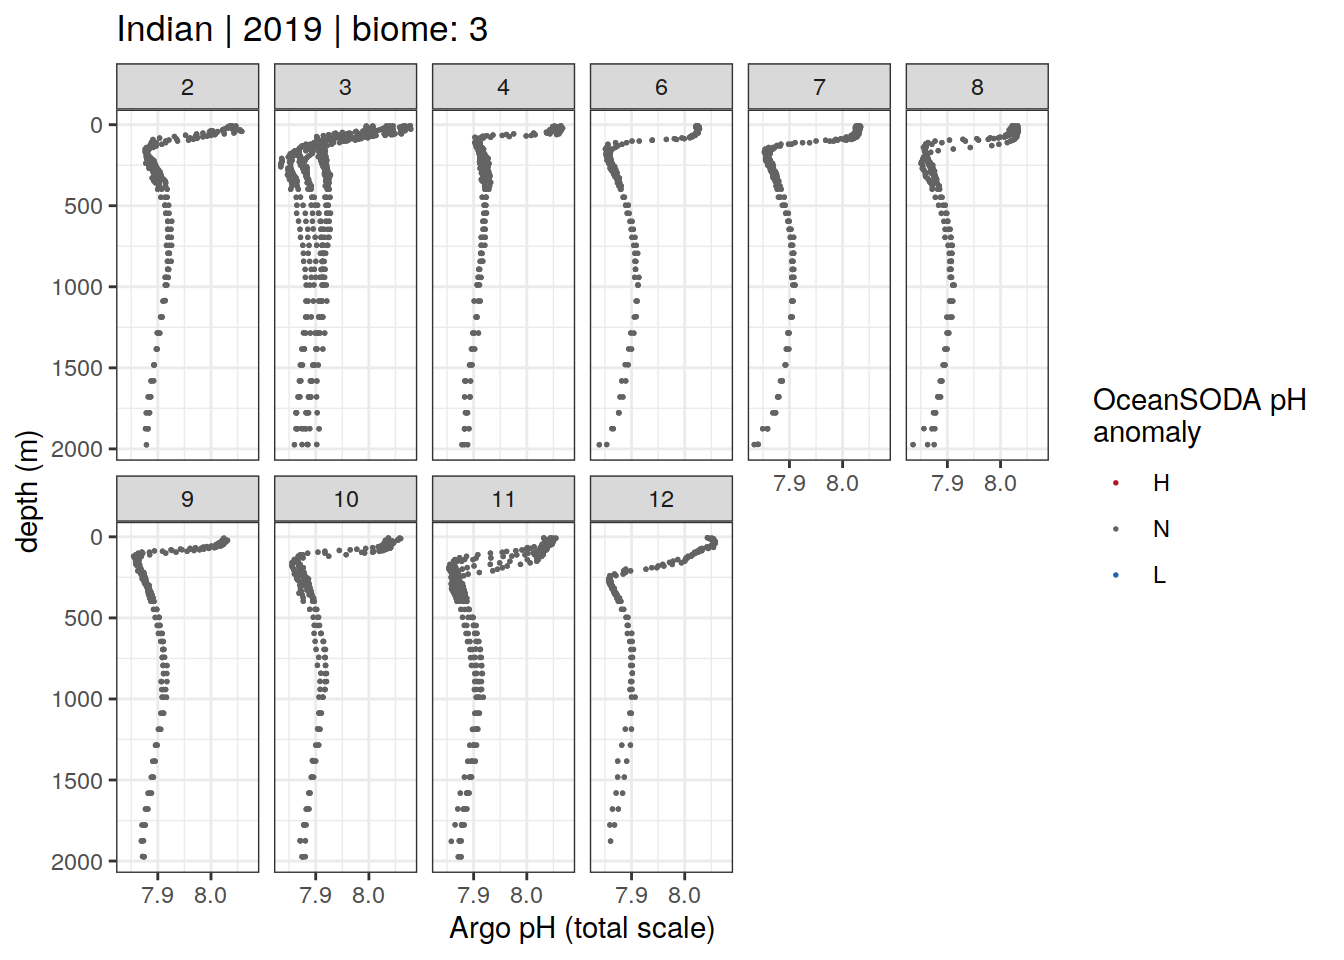 Indian | 2019 | biome: 3
2 3 4 6 7 8
0
500
1000
1500
2000
7.9 8.0 7.9 8.0
9 10 11 12
0
500
1000
1500
2000
7.9 8.0 7.9 8.0 7.9 8.0 7.9 8.0
depth (m)
Argo pH (total scale)
OceanSODA pH
anomaly
H
N
L